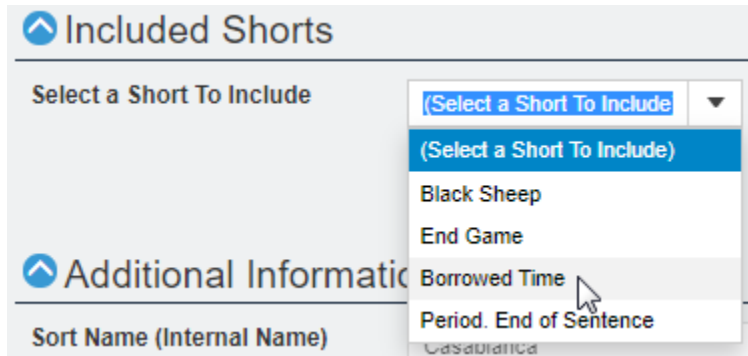 Included Shorts
Select a Short To Include
(Select a Short To Include
(Select a Short To Include)
Black Sheep
End Game
Borrowed Time
Period. End of Sentence
Additional Informatio
Sort Name (Internal Name)
Casablanca